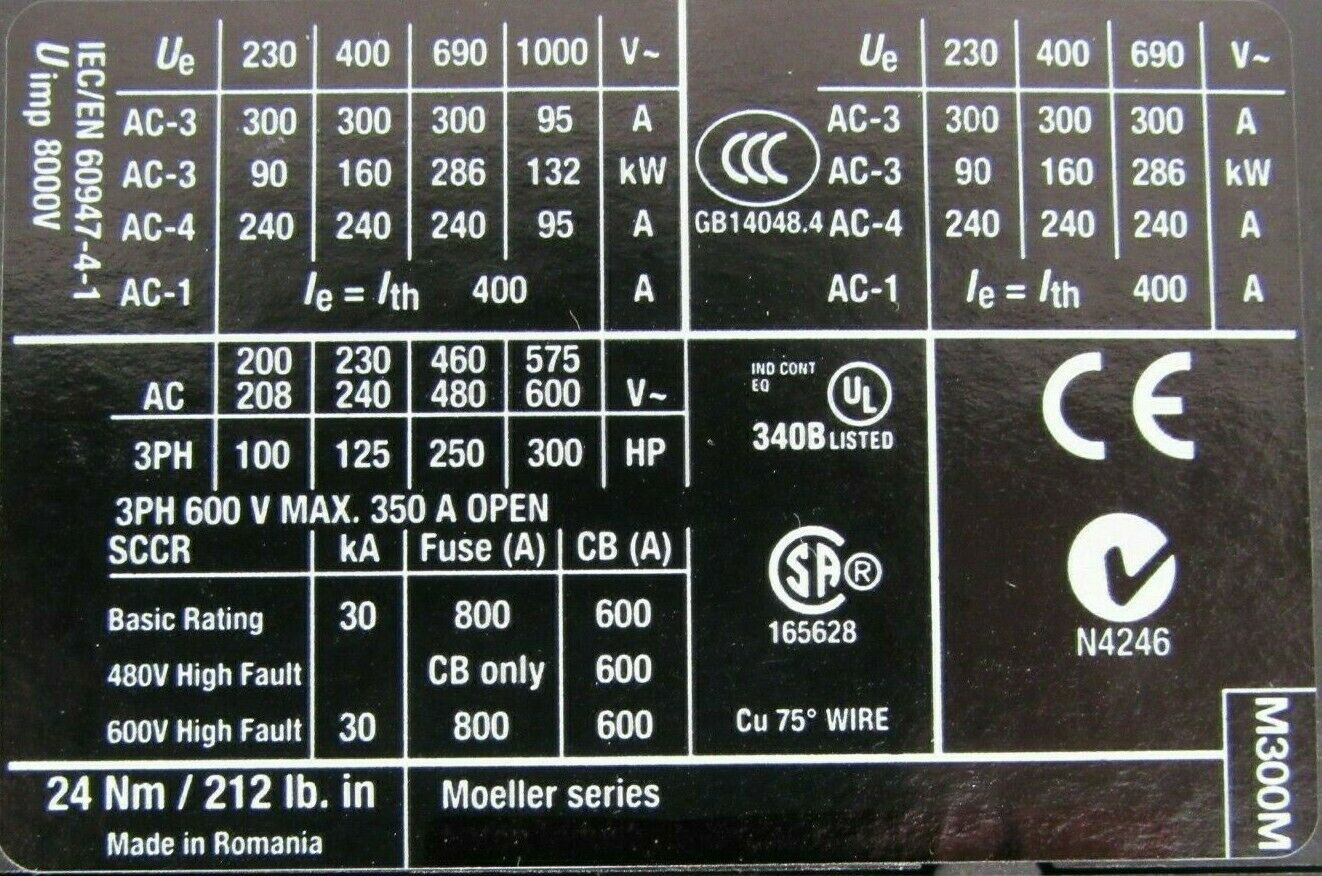 IEC/EN 60947-4-1
Uimp 8000V
Ue 230 400 690 1000 V~
AC-3 300 300 300 95 A
AC-3 90 160 286 132 kW
AC-4 240 240 240 95 A
AC-1 Ie = Ith 400 A
CCC
GB14048.4
Ue 230 400 690 V~
AC-3 300 300 300 A
AC-3 90 160 286 kW
AC-4 240 240 240 A
AC-1 Ie = Ith 400 A
200 230 460 575
AC 208 240 480 600 V~
3PH 100 125 250 300 HP
3PH 600 V MAX. 350 A OPEN
SCCR kA Fuse (A) CB (A)
Basic Rating 30 800 600
480V High Fault CB only 600
600V High Fault 30 800 600
IND CONT
EQ
UL
340B LISTED
SA ®
165628
Cu 75° WIRE
CE
N4246
24 Nm / 212 lb. in
Made in Romania
Moeller series
M300M